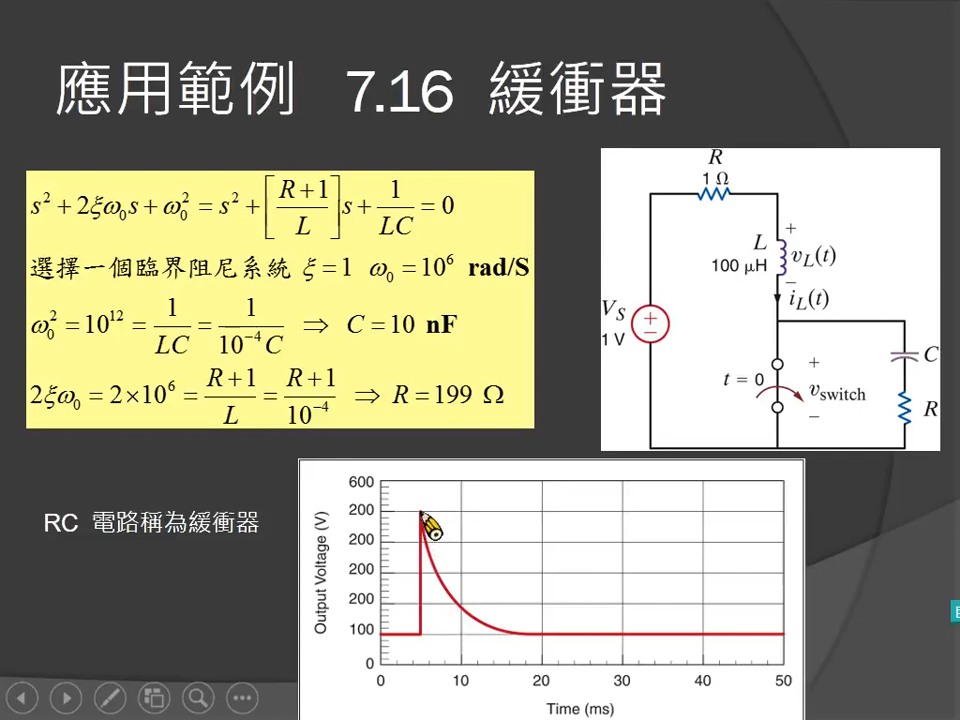 應用範例 7.16 緩衝器
s² + 2ξω₀s + ω₀² = s² + [(R+1)/L]s + 1/LC = 0
選擇一個臨界阻尼系統 ξ = 1 ω₀ = 10⁶ rad/S
ω₀² = 10¹² = 1/LC = 1/10⁻⁴C ⇒ C = 10 nF
2ξω₀ = 2×10⁶ = (R+1)/L = (R+1)/10⁻⁴ ⇒ R = 199 Ω
R
1 Ω
L
100 μH
+
v_L(t)
−
i_L(t)
V_S
1 V
+
−
t = 0
+
v_switch
−
C
R
RC 電路稱為緩衝器
Output Voltage (V)
600
200
200
200
200
100
0
0 10 20 30 40 50
Time (ms)